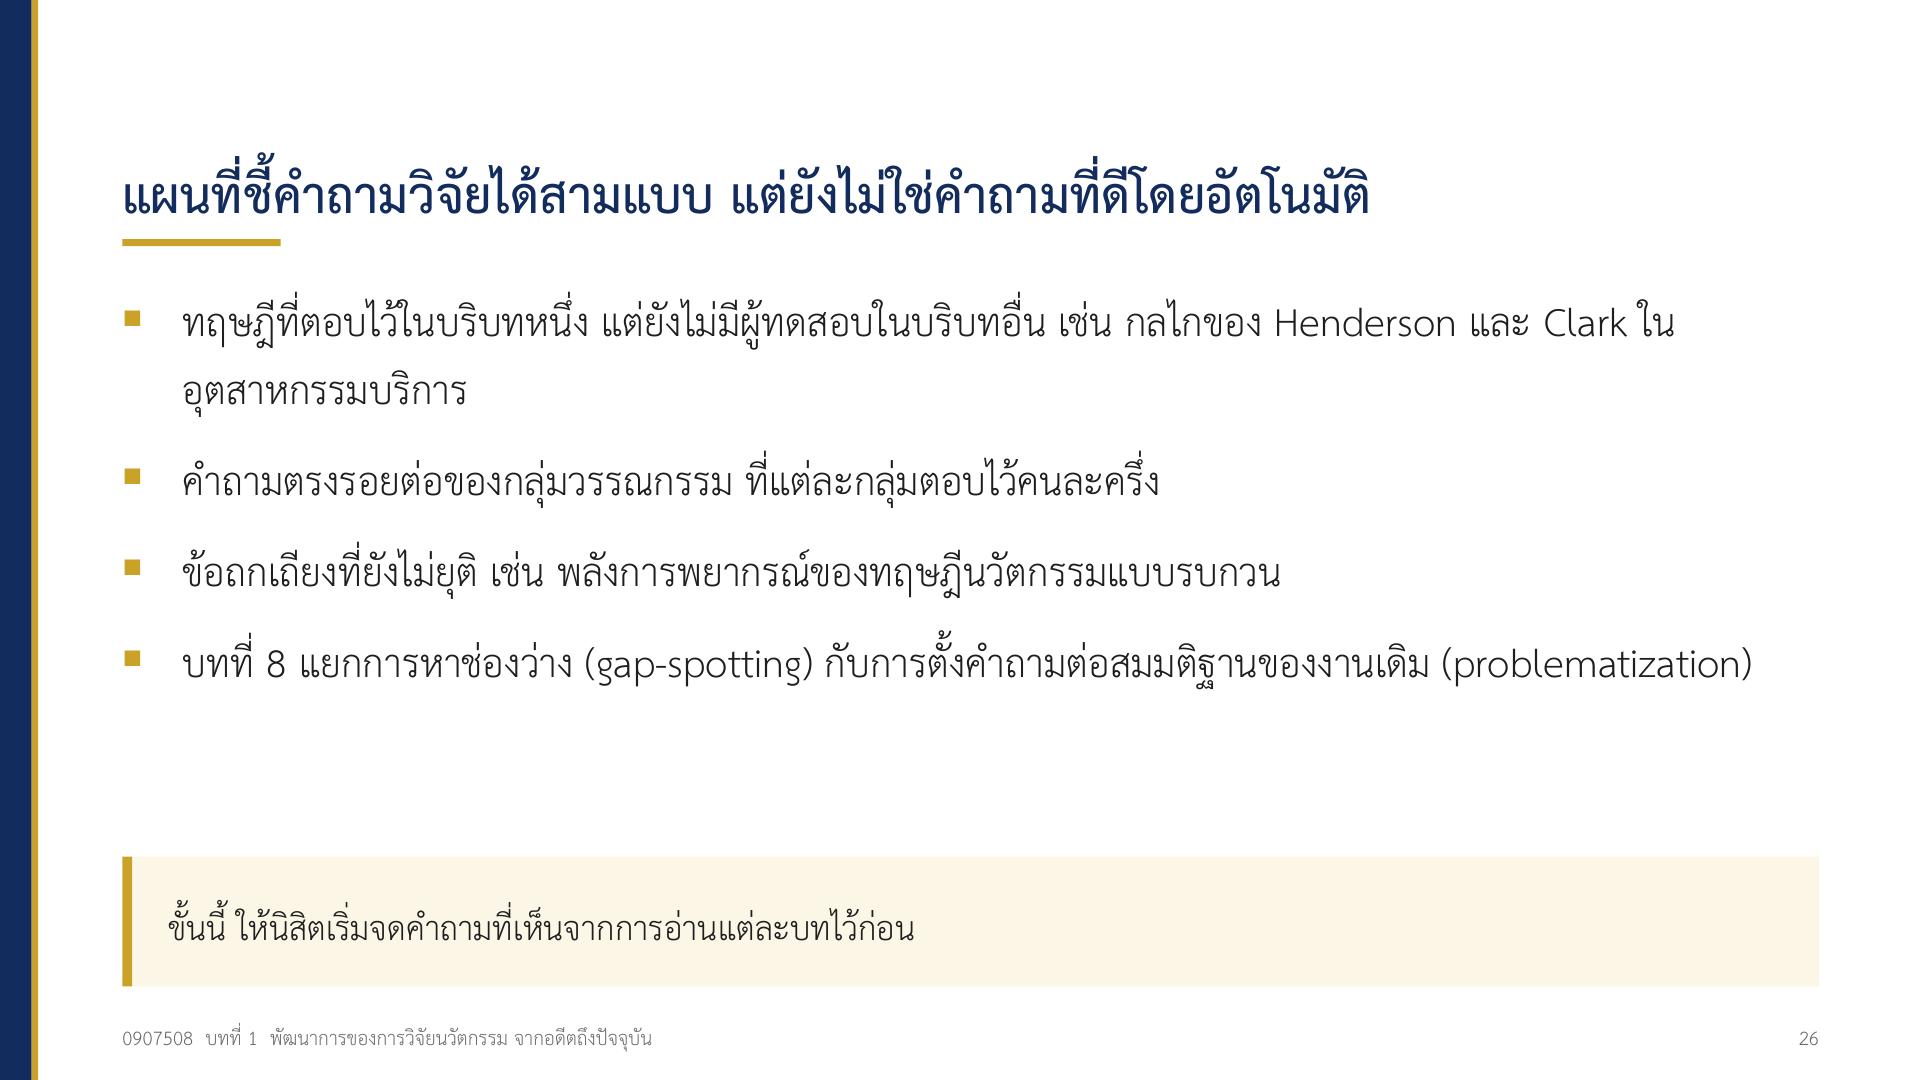 แผนที่ชี้คำถามวิจัยได้สามแบบ แต่ยังไม่ใช่คำถามที่ดีโดยอัตโนมัติ
▪ ทฤษฎีที่ตอบไว้ในบริบทหนึ่ง แต่ยังไม่มีผู้ทดสอบในบริบทอื่น เช่น กลไกของ Henderson และ Clark ใน
อุตสาหกรรมบริการ
▪ คำถามตรงรอยต่อของกลุ่มวรรณกรรม ที่แต่ละกลุ่มตอบไว้คนละครึ่ง
▪ ข้อถกเถียงที่ยังไม่ยุติ เช่น พลังการพยากรณ์ของทฤษฎีนวัตกรรมแบบรบกวน
▪ บทที่ 8 แยกการหาช่องว่าง (gap-spotting) กับการตั้งคำถามต่อสมมติฐานของงานเดิม (problematization)
ขั้นนี้ ให้นิสิตเริ่มจดคำถามที่เห็นจากการอ่านแต่ละบทไว้ก่อน
0907508 บทที่ 1 พัฒนาการของการวิจัยนวัตกรรม จากอดีตถึงปัจจุบัน
26